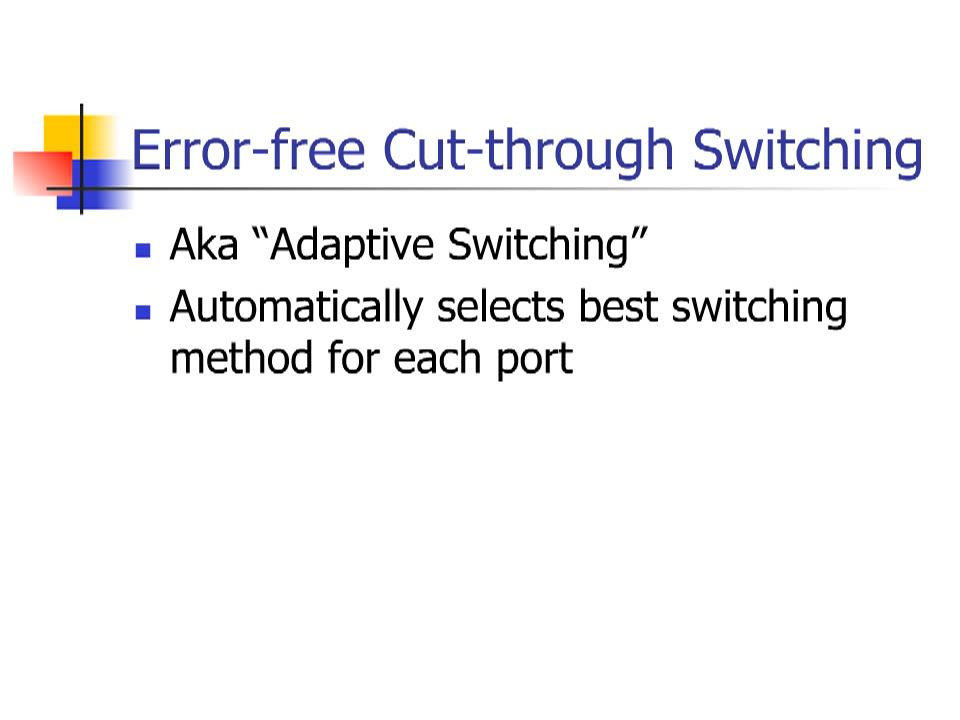 Error-free Cut-through Switching
Aka “Adaptive Switching”
Automatically selects best switching
method for each port